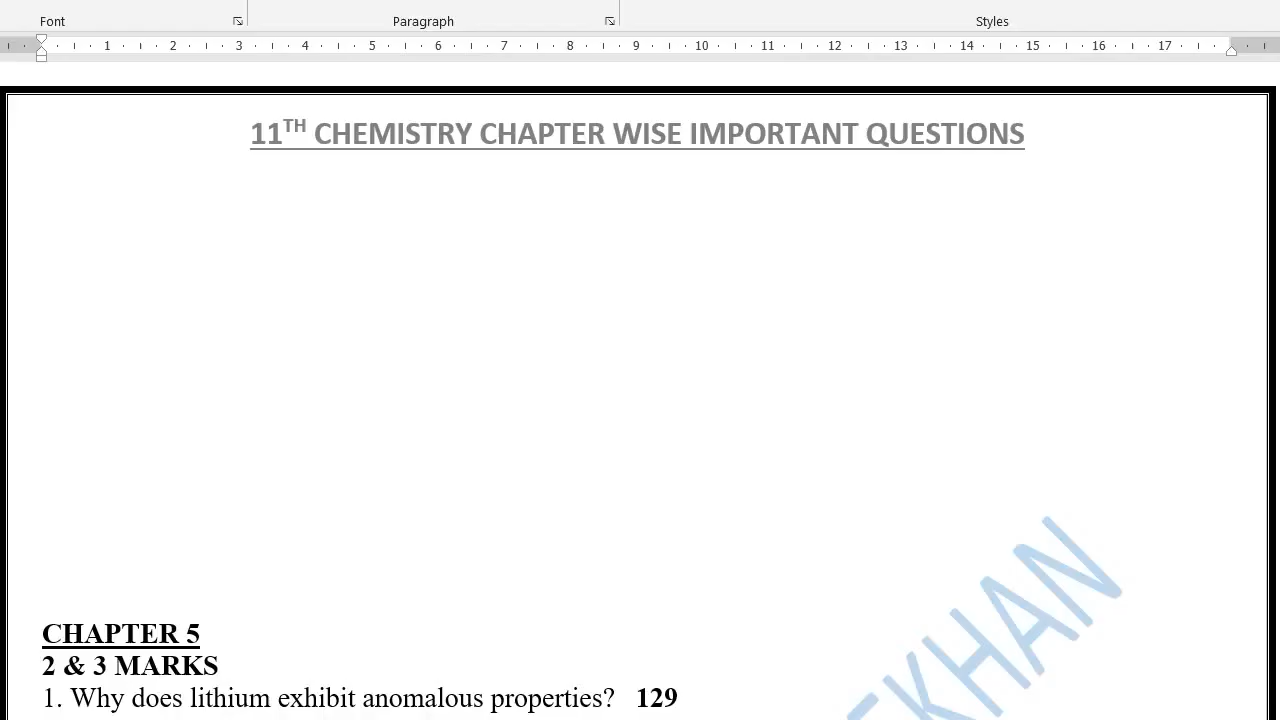 Font Paragraph Styles
1 2 3 4 5 6 7 8 9 10 11 12 13 14 15 16 17
11TH CHEMISTRY CHAPTER WISE IMPORTANT QUESTIONS
EKHAN
CHAPTER 5
2 & 3 MARKS
1. Why does lithium exhibit anomalous properties? 129